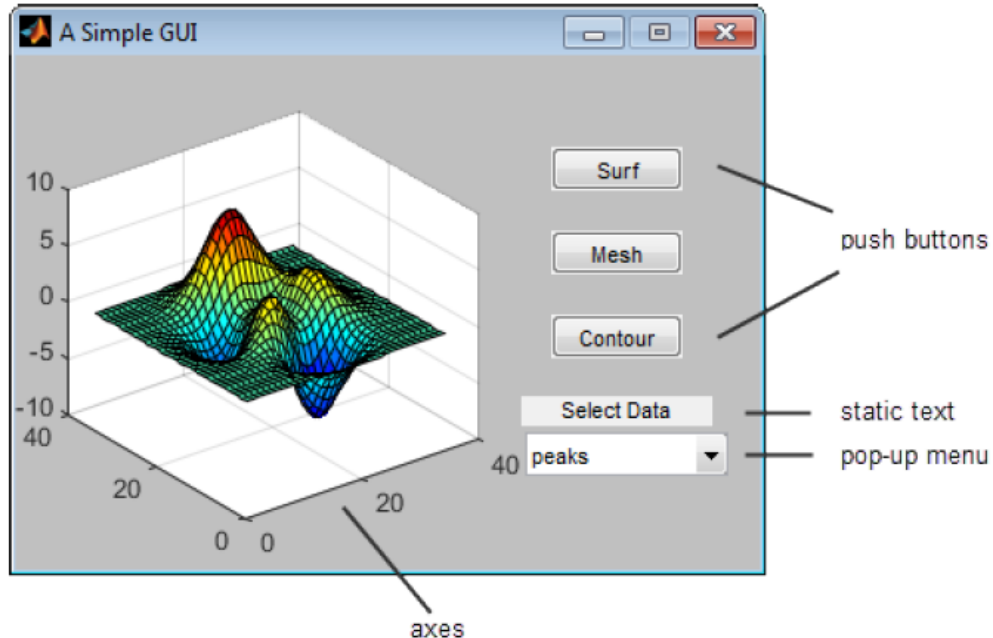 A Simple GUI
10
5
0
-5
-10
40
20
0
0
20
40
Surf
Mesh
Contour
Select Data
peaks
push buttons
static text
pop-up menu
axes